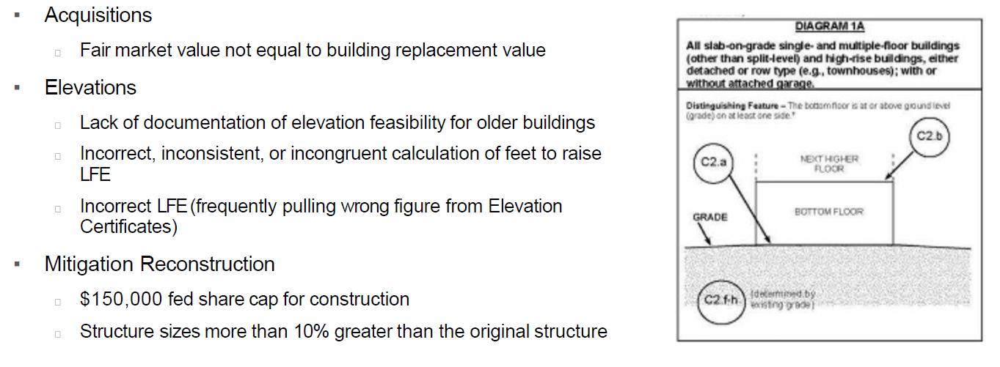 Acquisitions
Fair market value not equal to building replacement value
Elevations
Lack of documentation of elevation feasibility for older buildings
Incorrect, inconsistent, or incongruent calculation of feet to raise
LFE
Incorrect LFE (frequently pulling wrong figure from Elevation
Certificates)
Mitigation Reconstruction
$150,000 fed share cap for construction
Structure sizes more than 10% greater than the original structure
DIAGRAM 1A
All slab-on-grade single- and multiple-floor buildings
(other than split-level) and high-rise buildings, either
detached or row type (e.g., townhouses); with or
without attached garage.
Distinguishing Feature – The bottom floor is at or above ground level
(grade) on at least one side.*
C2.b
C2.a
NEXT HIGHER
FLOOR
GRADE
BOTTOM FLOOR
C2.f-h
(determined by
existing grade)